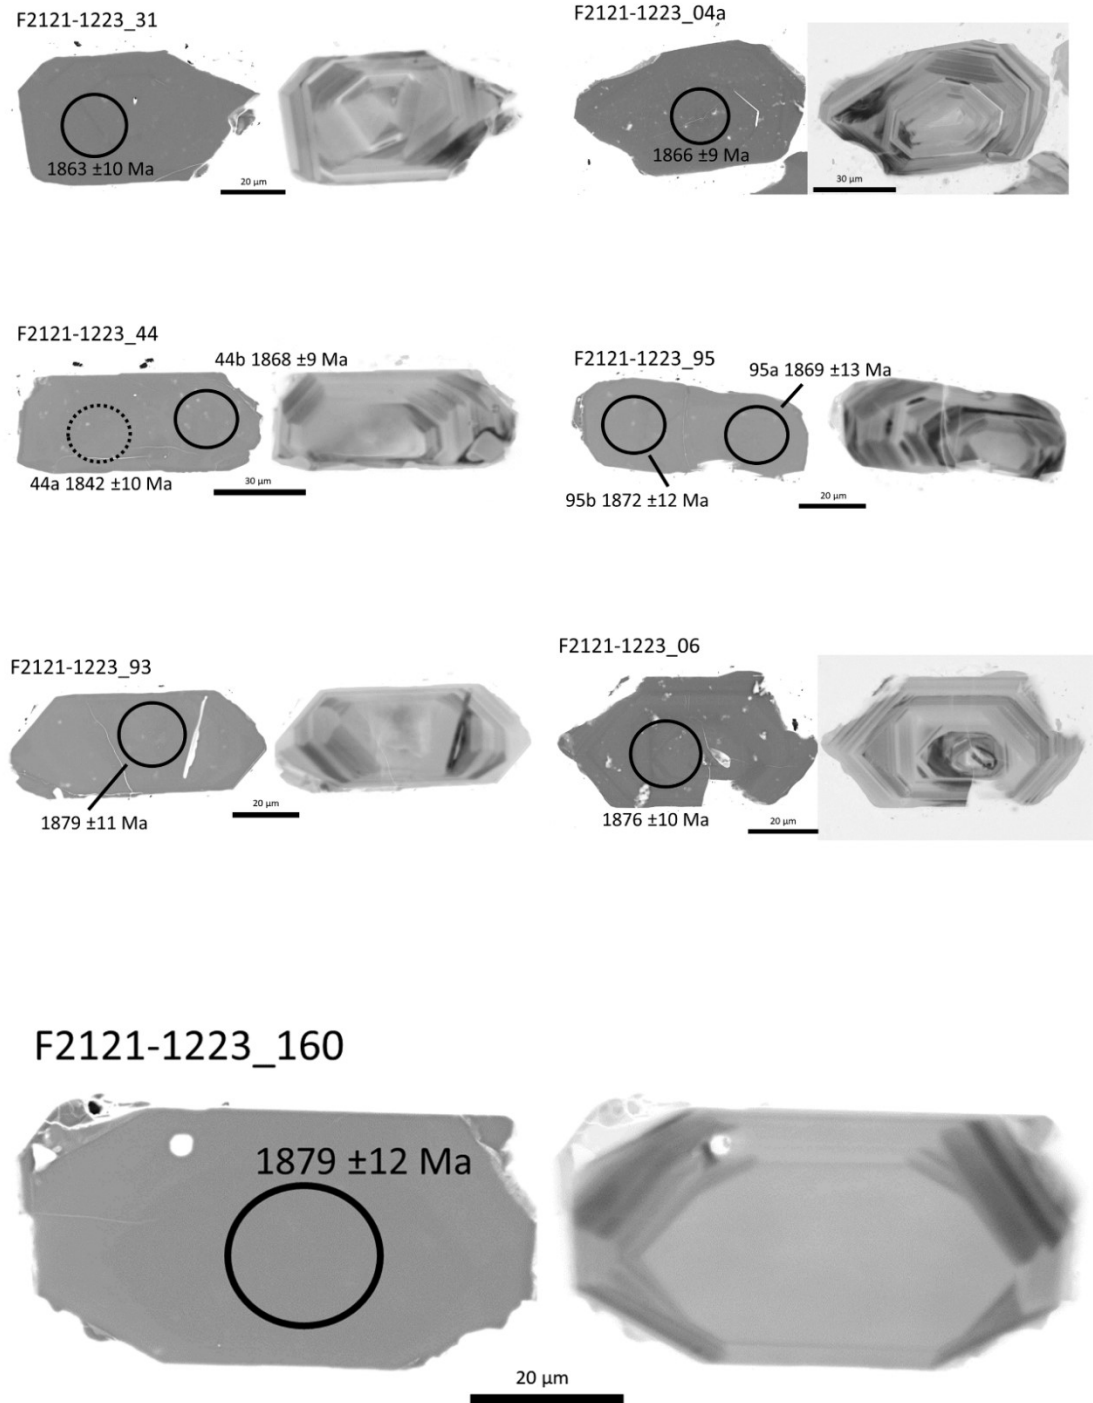 F2121-1223_31
1863 ±10 Ma
20 µm
F2121-1223_04a
1866 ±9 Ma
30 µm
F2121-1223_44
44b 1868 ±9 Ma
44a 1842 ±10 Ma
30 µm
F2121-1223_95
95a 1869 ±13 Ma
95b 1872 ±12 Ma
20 µm
F2121-1223_93
1879 ±11 Ma
20 µm
F2121-1223_06
1876 ±10 Ma
20 µm
F2121-1223_160
1879 ±12 Ma
20 µm